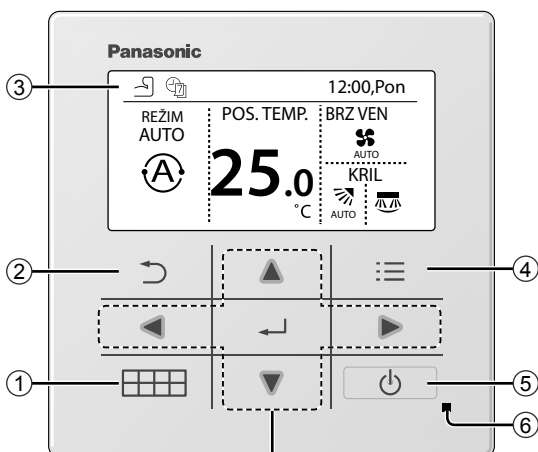 Panasonic
12:00,Pon
REŽIM
AUTO
A
POS. TEMP.
25.0
°C
BRZ VEN
AUTO
KRIL
AUTO
7
1
2
3
4
5
6